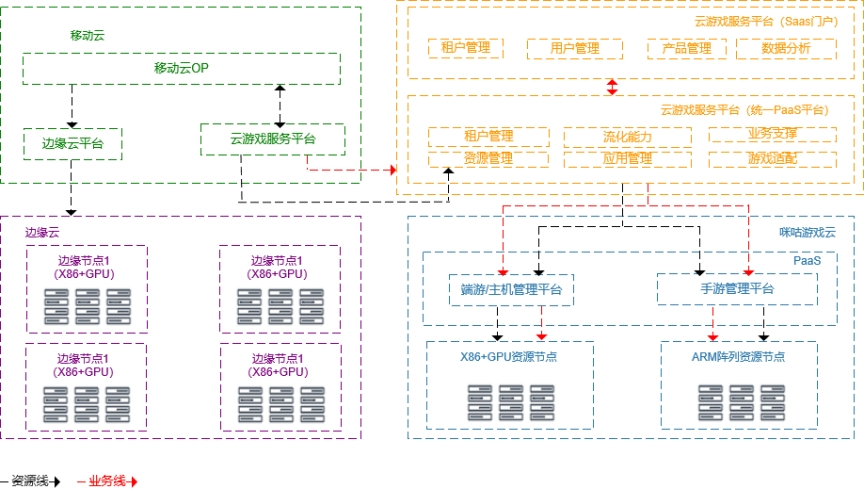 移动云
移动云OP
边缘云平台
云游戏服务平台
云游戏服务平台（Saas门户）
租户管理
用户管理
产品管理
数据分析
云游戏服务平台（统一PaaS平台）
租户管理
流化能力
业务支撑
资源管理
应用管理
游戏适配
边缘云
边缘节点1
（X86+GPU）
边缘节点1
（X86+GPU）
边缘节点1
（X86+GPU）
边缘节点1
（X86+GPU）
咪咕游戏云
PaaS
端游/主机管理平台
手游管理平台
X86+GPU资源节点
ARM阵列资源节点
资源线
业务线